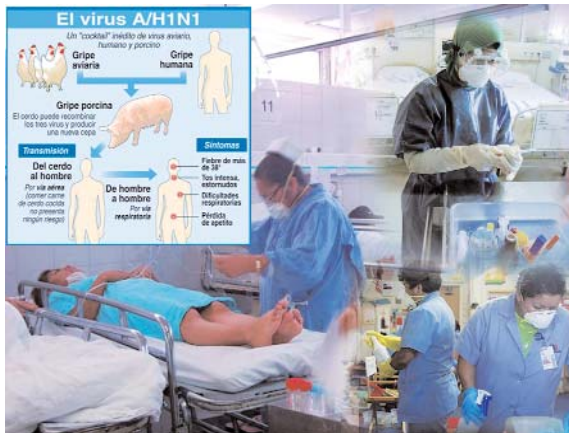 El virus A/H1N1
Un "cocktail" inédito de virus aviario,
humano y porcino
Gripe
aviaria
Gripe
humana
Gripe porcina
El cerdo puede recombinar
los tres virus y producir
una nueva cepa
Transmisión
Del cerdo
al hombre
Por vía aérea
(comer carne
de cerdo cocida
no presenta
ningún riesgo)
De hombre
a hombre
Por vía
respiratoria
Síntomas
Fiebre de más
de 38°
Tos intensa,
estornudos
Dificultades
respiratorias
Pérdida
de apetito
11